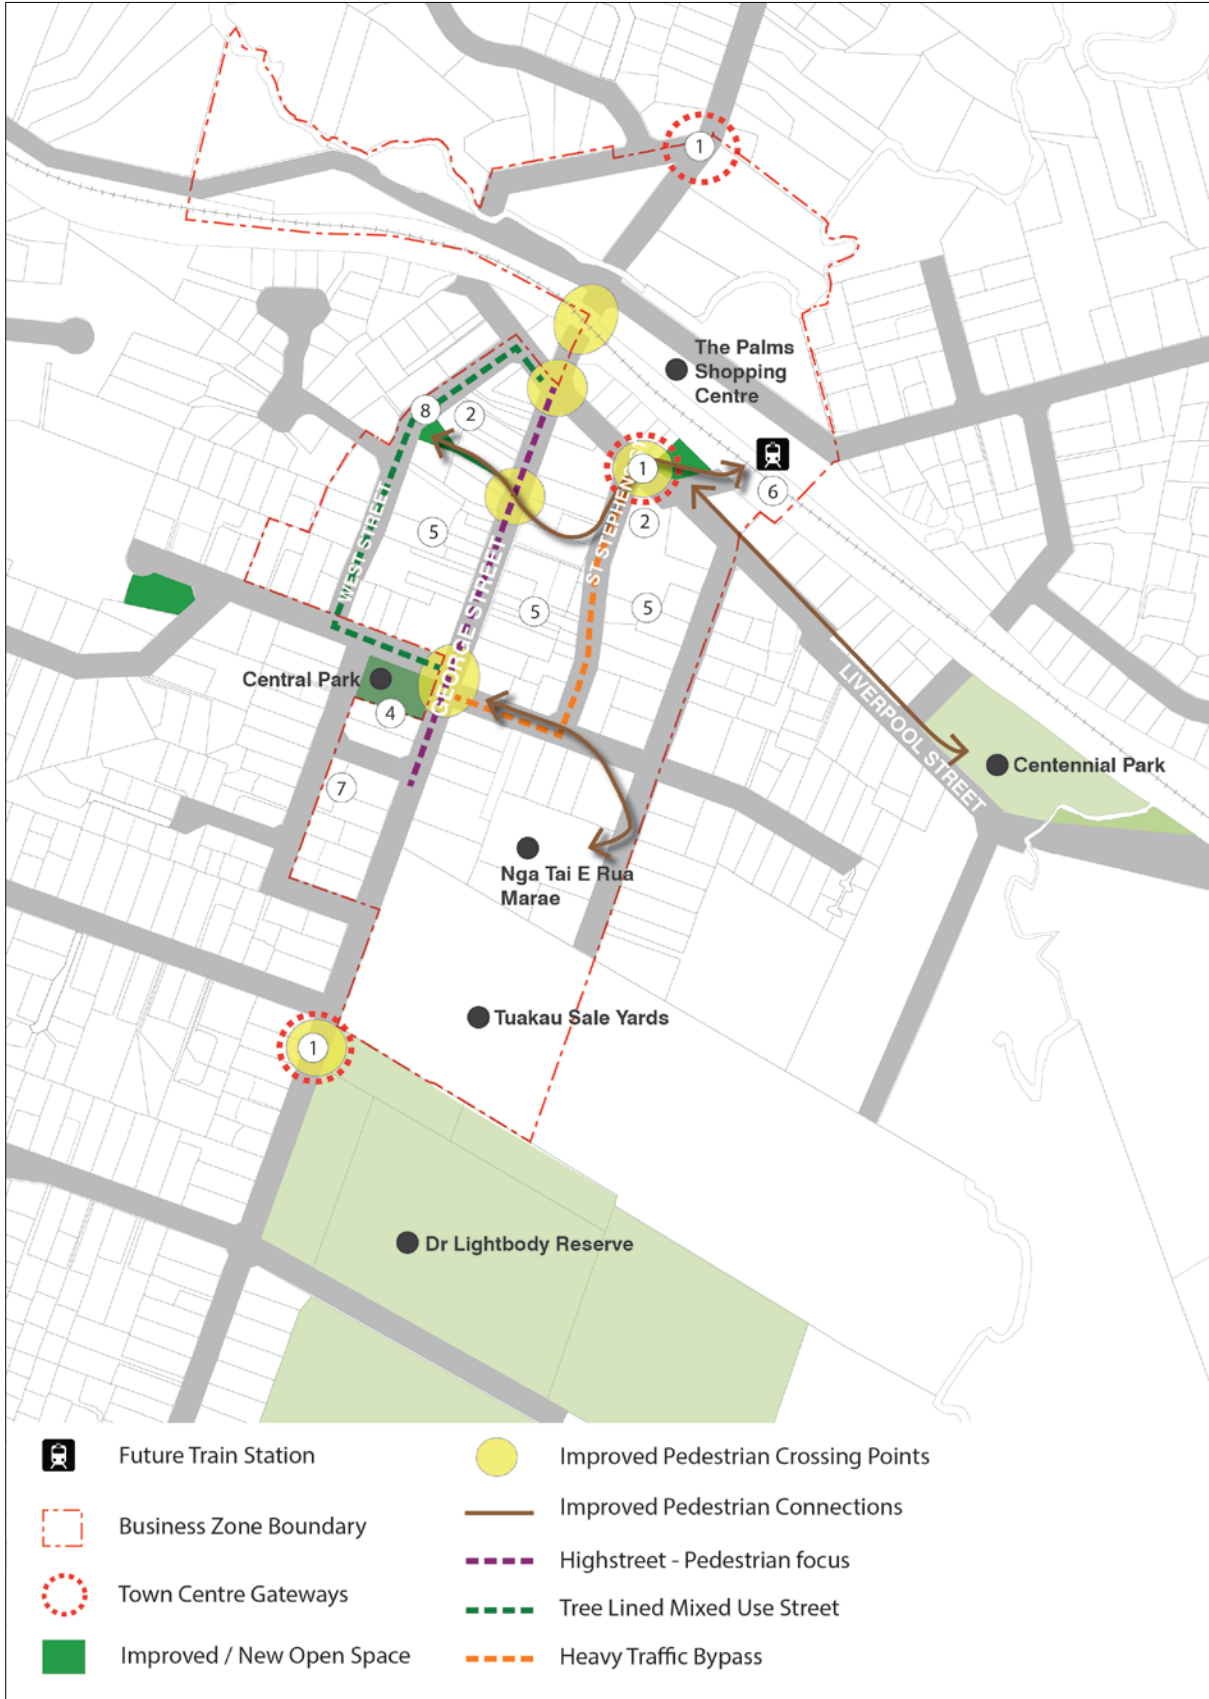 1
The Palms
Shopping
Centre
8
2
1
6
2
WEST STREET
GEORGE STREET
ST STEPHEN
5
5
5
Central Park
4
LIVERPOOL STREET
Centennial Park
7
Nga Tai E Rua
Marae
Tuakau Sale Yards
1
Dr Lightbody Reserve
Future Train Station
Business Zone Boundary
Town Centre Gateways
Improved / New Open Space
Improved Pedestrian Crossing Points
Improved Pedestrian Connections
Highstreet - Pedestrian focus
Tree Lined Mixed Use Street
Heavy Traffic Bypass